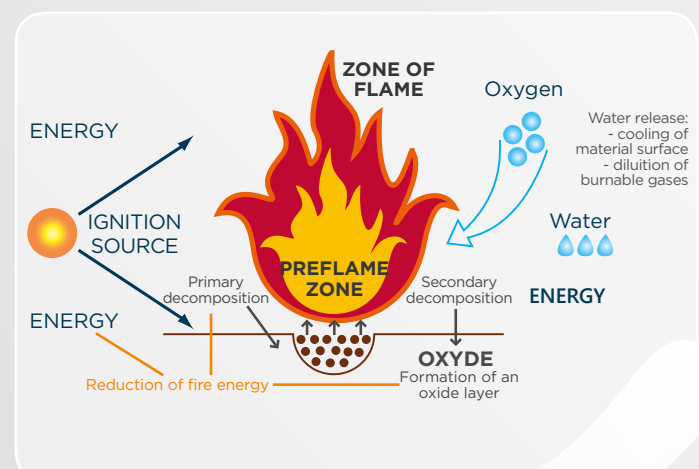 ZONE OF
FLAME
Oxygen
Water release:
- cooling of
material surface
- diluition of
burnable gases
ENERGY
IGNITION
SOURCE
Water
PREFLAME
ZONE
Primary
decomposition
Secondary
decomposition
ENERGY
ENERGY
OXYDE
Formation of an
oxide layer
Reduction of fire energy